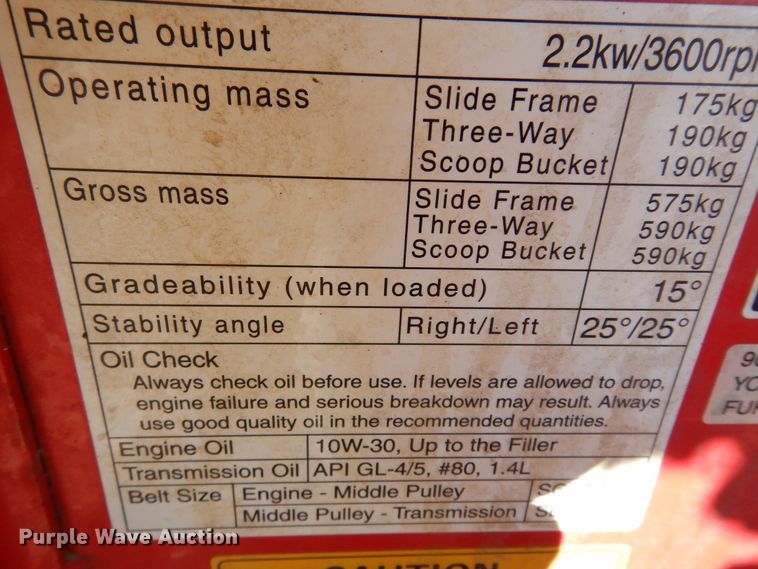 Rated output 2.2kw/3600rp
Operating mass Slide Frame 175kg
Three-Way 190kg
Scoop Bucket 190kg
Gross mass Slide Frame 575kg
Three-Way 590kg
Scoop Bucket 590kg
Gradeability (when loaded) 15°
Stability angle Right/Left 25°/25°
Oil Check
Always check oil before use. If levels are allowed to drop,
engine failure and serious breakdown may result. Always
use good quality oil in the recommended quantities.
Engine Oil 10W-30, Up to the Filler
Transmission Oil API GL-4/5, #80, 1.4L
Belt Size Engine - Middle Pulley
Middle Pulley - Transmission
CAUTION
Purple Wave Auction